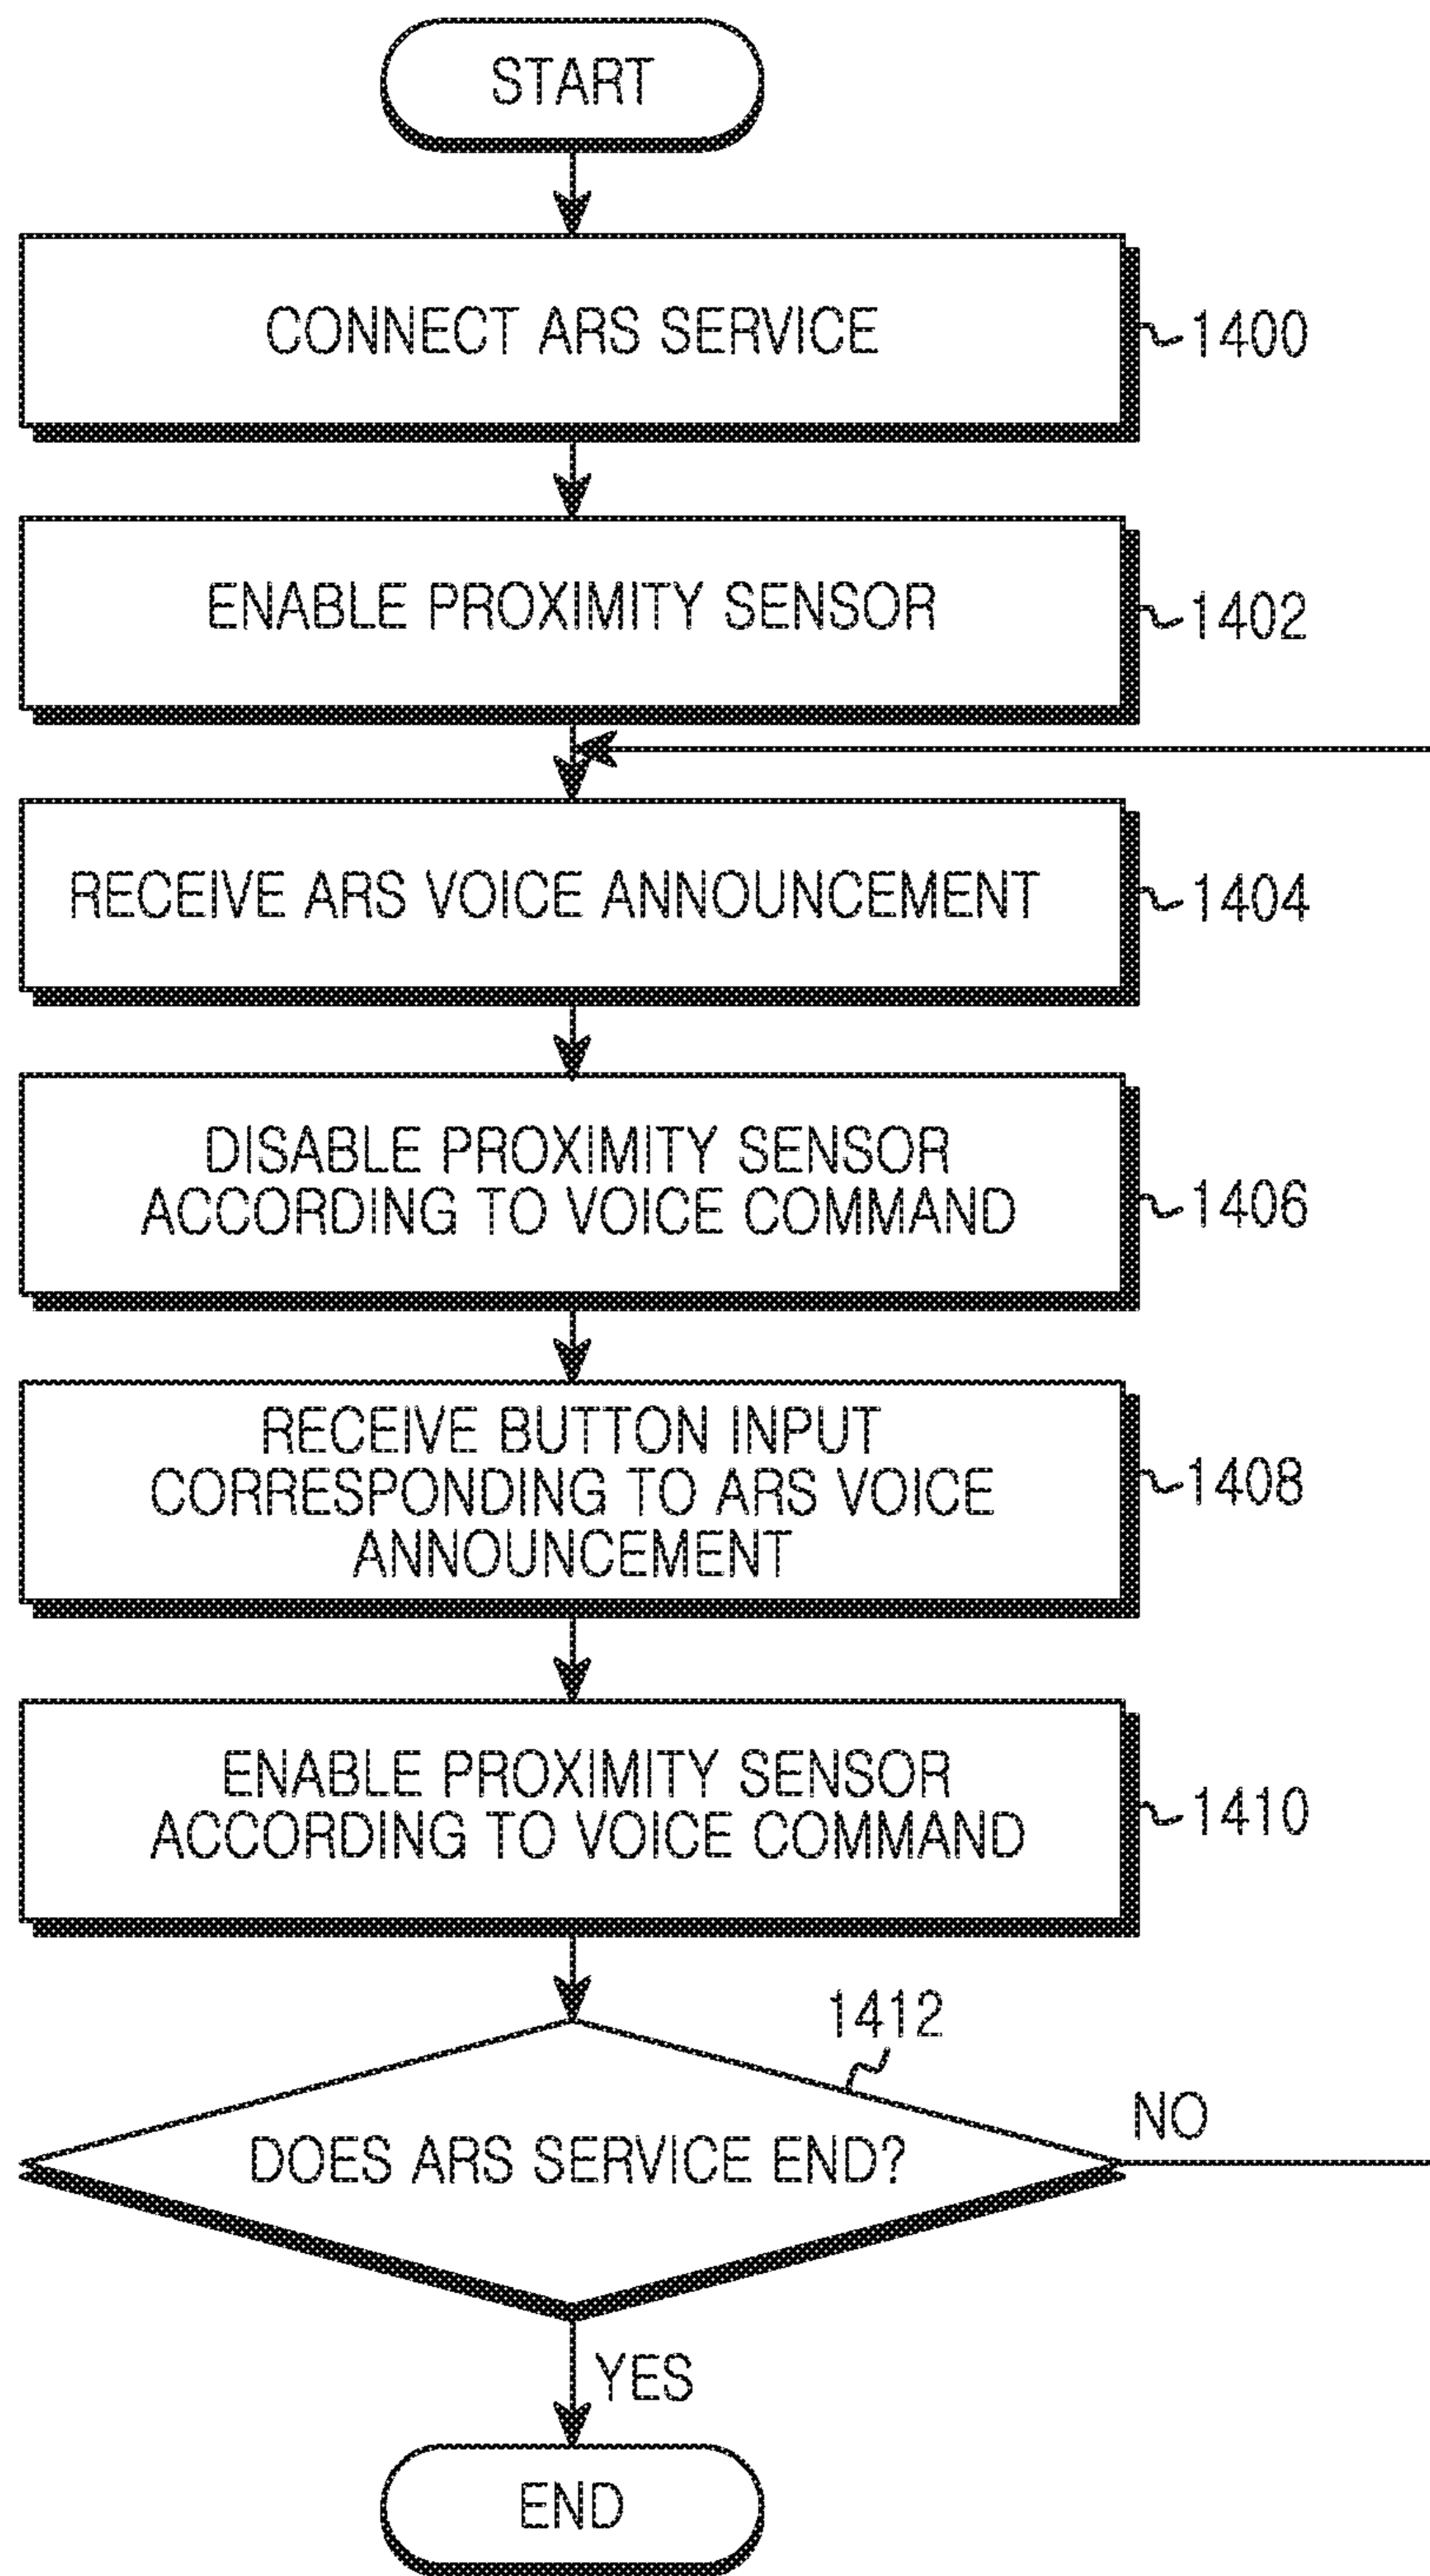 START
CONNECT ARS SERVICE
1400
ENABLE PROXIMITY SENSOR
1402
RECEIVE ARS VOICE ANNOUNCEMENT
1404
DISABLE PROXIMITY SENSOR
ACCORDING TO VOICE COMMAND
1406
RECEIVE BUTTON INPUT
CORRESPONDING TO ARS VOICE
ANNOUNCEMENT
1408
ENABLE PROXIMITY SENSOR
ACCORDING TO VOICE COMMAND
1410
1412
DOES ARS SERVICE END?
NO
YES
END